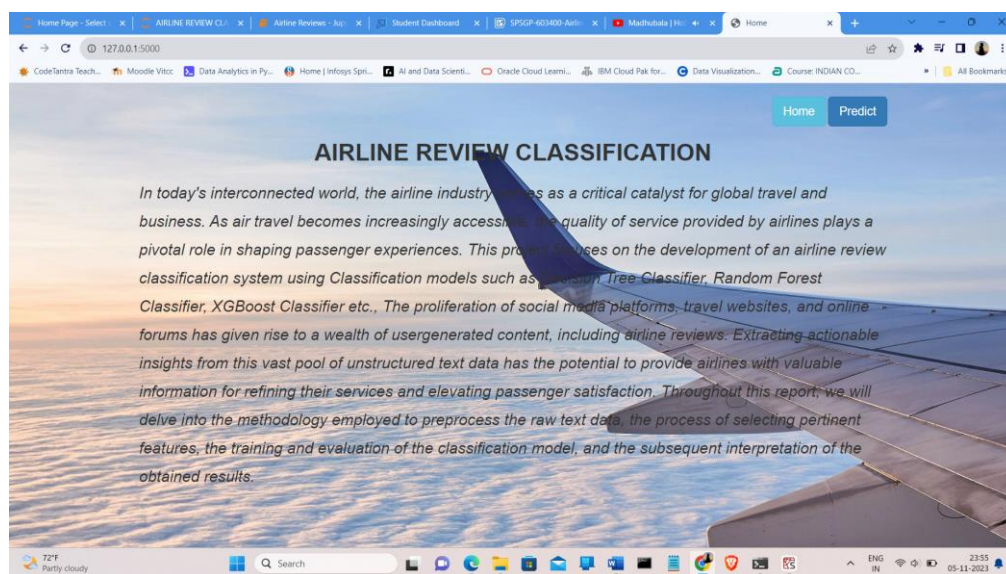 Home Page - Select
AIRLINE REVIEW CLA
Airline Reviews - Jup
Student Dashboard
SPSGP-603400-Airlin
Madhubala | Hol
Home
127.0.0.1:5000
CodeTantra Teach...
Moodle Vitcc
Data Analytics in Py...
Home | Infosys Spri...
AI and Data Scienti...
Oracle Cloud Learni...
IBM Cloud Pak for...
Data Visualization...
Course: INDIAN CO...
»
All Bookmarks
Home
Predict
AIRLINE REVIEW CLASSIFICATION
In today's interconnected world, the airline industry serves as a critical catalyst for global travel and
business. As air travel becomes increasingly accessible, the quality of service provided by airlines plays a
pivotal role in shaping passenger experiences. This project focuses on the development of an airline review
classification system using Classification models such as Decision Tree Classifier, Random Forest
Classifier, XGBoost Classifier etc., The proliferation of social media platforms, travel websites, and online
forums has given rise to a wealth of usergenerated content, including airline reviews. Extracting actionable
insights from this vast pool of unstructured text data has the potential to provide airlines with valuable
information for refining their services and elevating passenger satisfaction. Throughout this report, we will
delve into the methodology employed to preprocess the raw text data, the process of selecting pertinent
features, the training and evaluation of the classification model, and the subsequent interpretation of the
obtained results.
72°F
Partly cloudy
Search
ENG
IN
23:55
05-11-2023